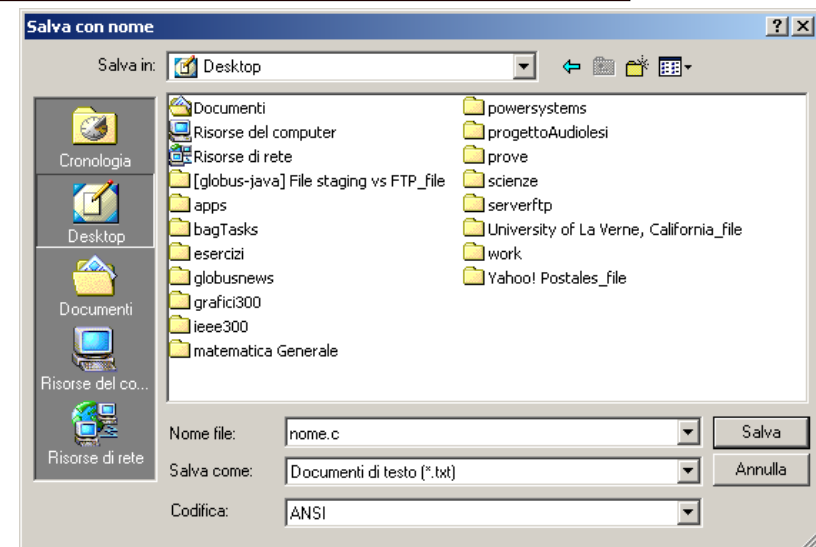 Salva con nome
Salva in: Desktop
Cronologia
Desktop
Documenti
Risorse del co...
Risorse di rete
Documenti
Risorse del computer
Risorse di rete
[globus-java] File staging vs FTP_file
apps
bagTasks
esercizi
globusnews
grafici300
ieee300
matematica Generale
powersystems
progettoAudiolesi
prove
scienze
serverftp
University of La Verne, California_file
work
Yahoo! Postales_file
Nome file: nome.c Salva
Salva come: Documenti di testo (*.txt) Annulla
Codifica: ANSI